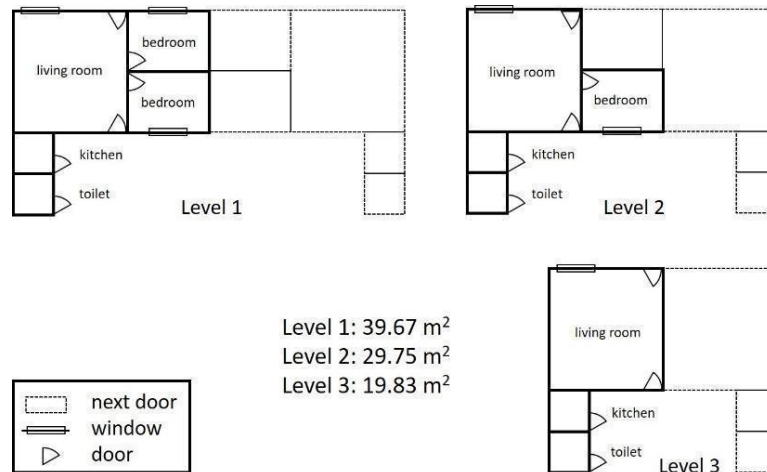 bedroom
living room
bedroom
kitchen
toilet
Level 1
living room
bedroom
kitchen
toilet
Level 2
living room
kitchen
toilet
Level 3
Level 1: 39.67 m²
Level 2: 29.75 m²
Level 3: 19.83 m²
next door
window
door